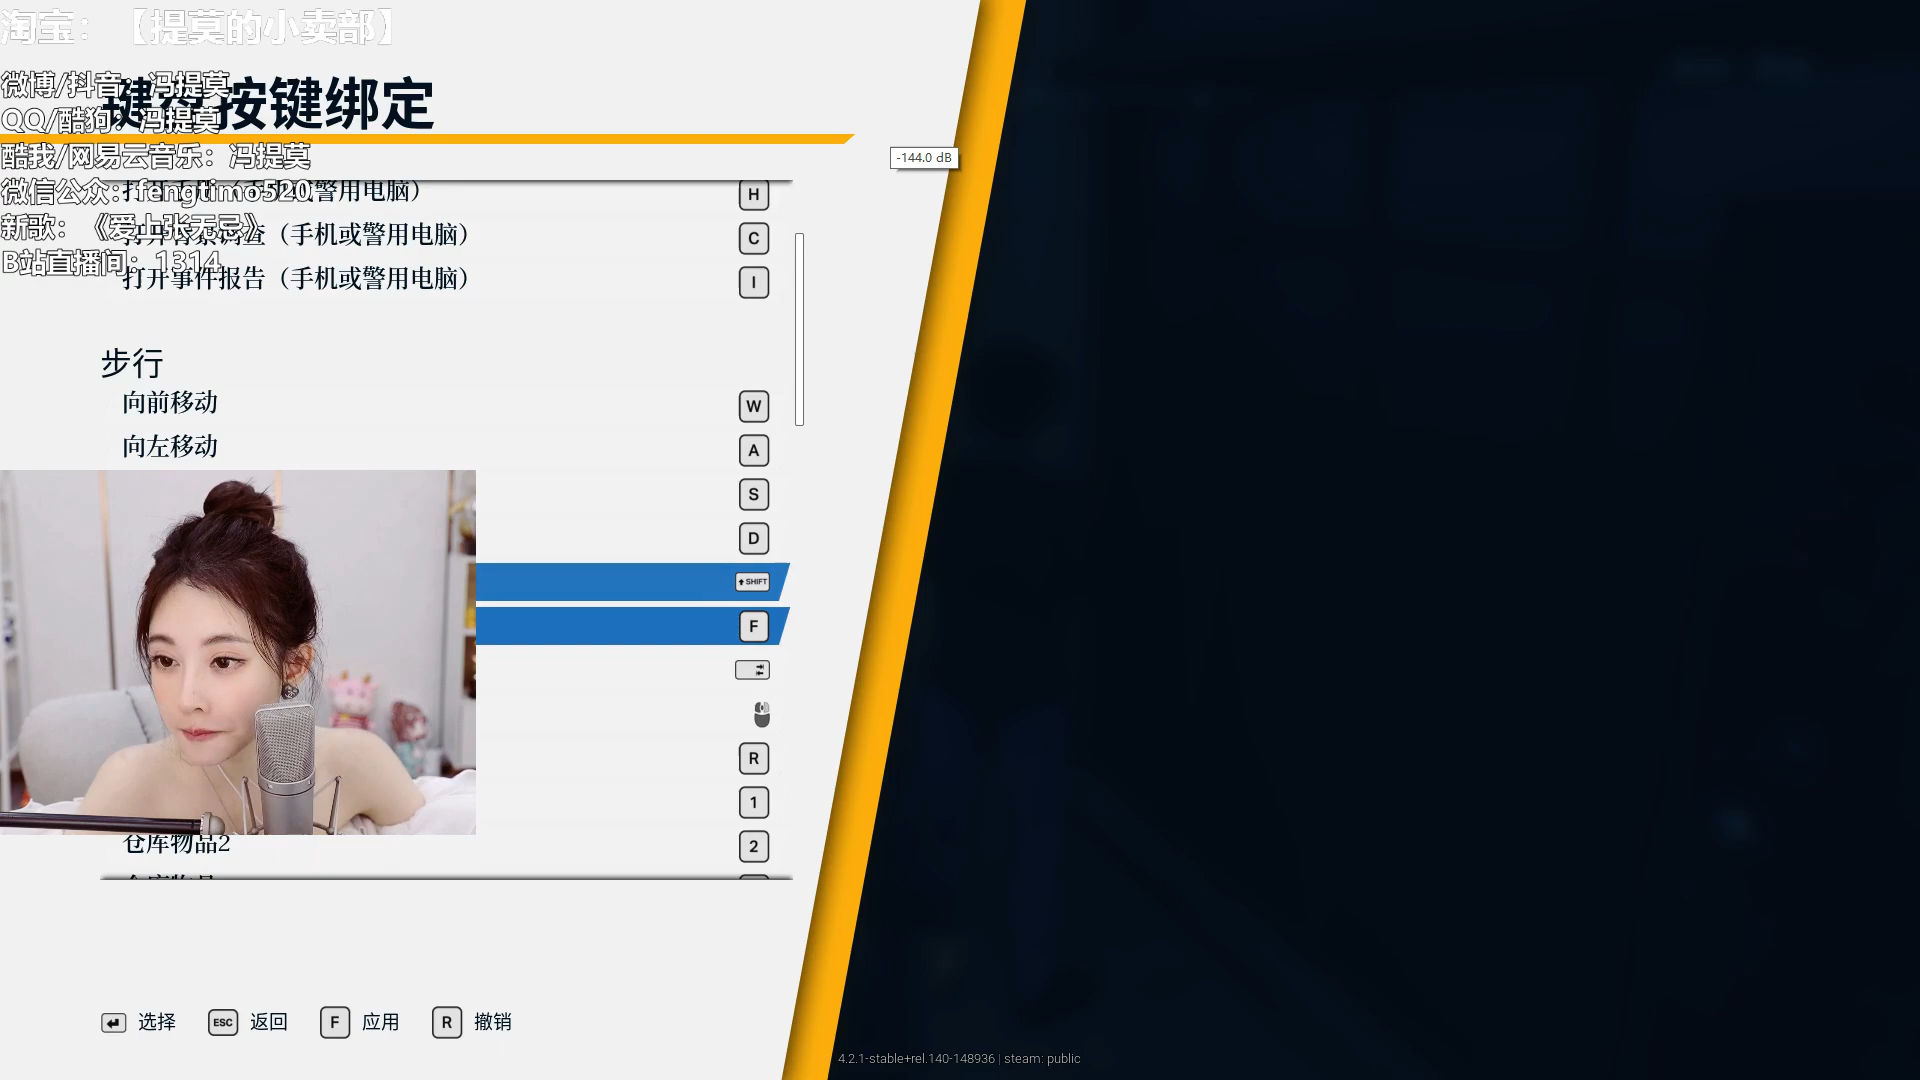 淘宝：【提莫的小卖部】
微博/抖音：冯提莫
键盘按键绑定
QQ/酷狗：冯提莫
酷我/网易云音乐：冯提莫
-144.0 dB
微信公众：fengtimo520
警用电脑）
H
新歌：《爱上张无忌》
（手机或警用电脑）
C
B站直播间：1314
打开事件报告（手机或警用电脑）
I
步行
向前移动
W
向左移动
A
S
D
SHIFT
F
R
1
仓库物品2
2
选择
ESC 返回
F 应用
R 撤销
4.2.1-stable+rel.140-148936 | steam: public